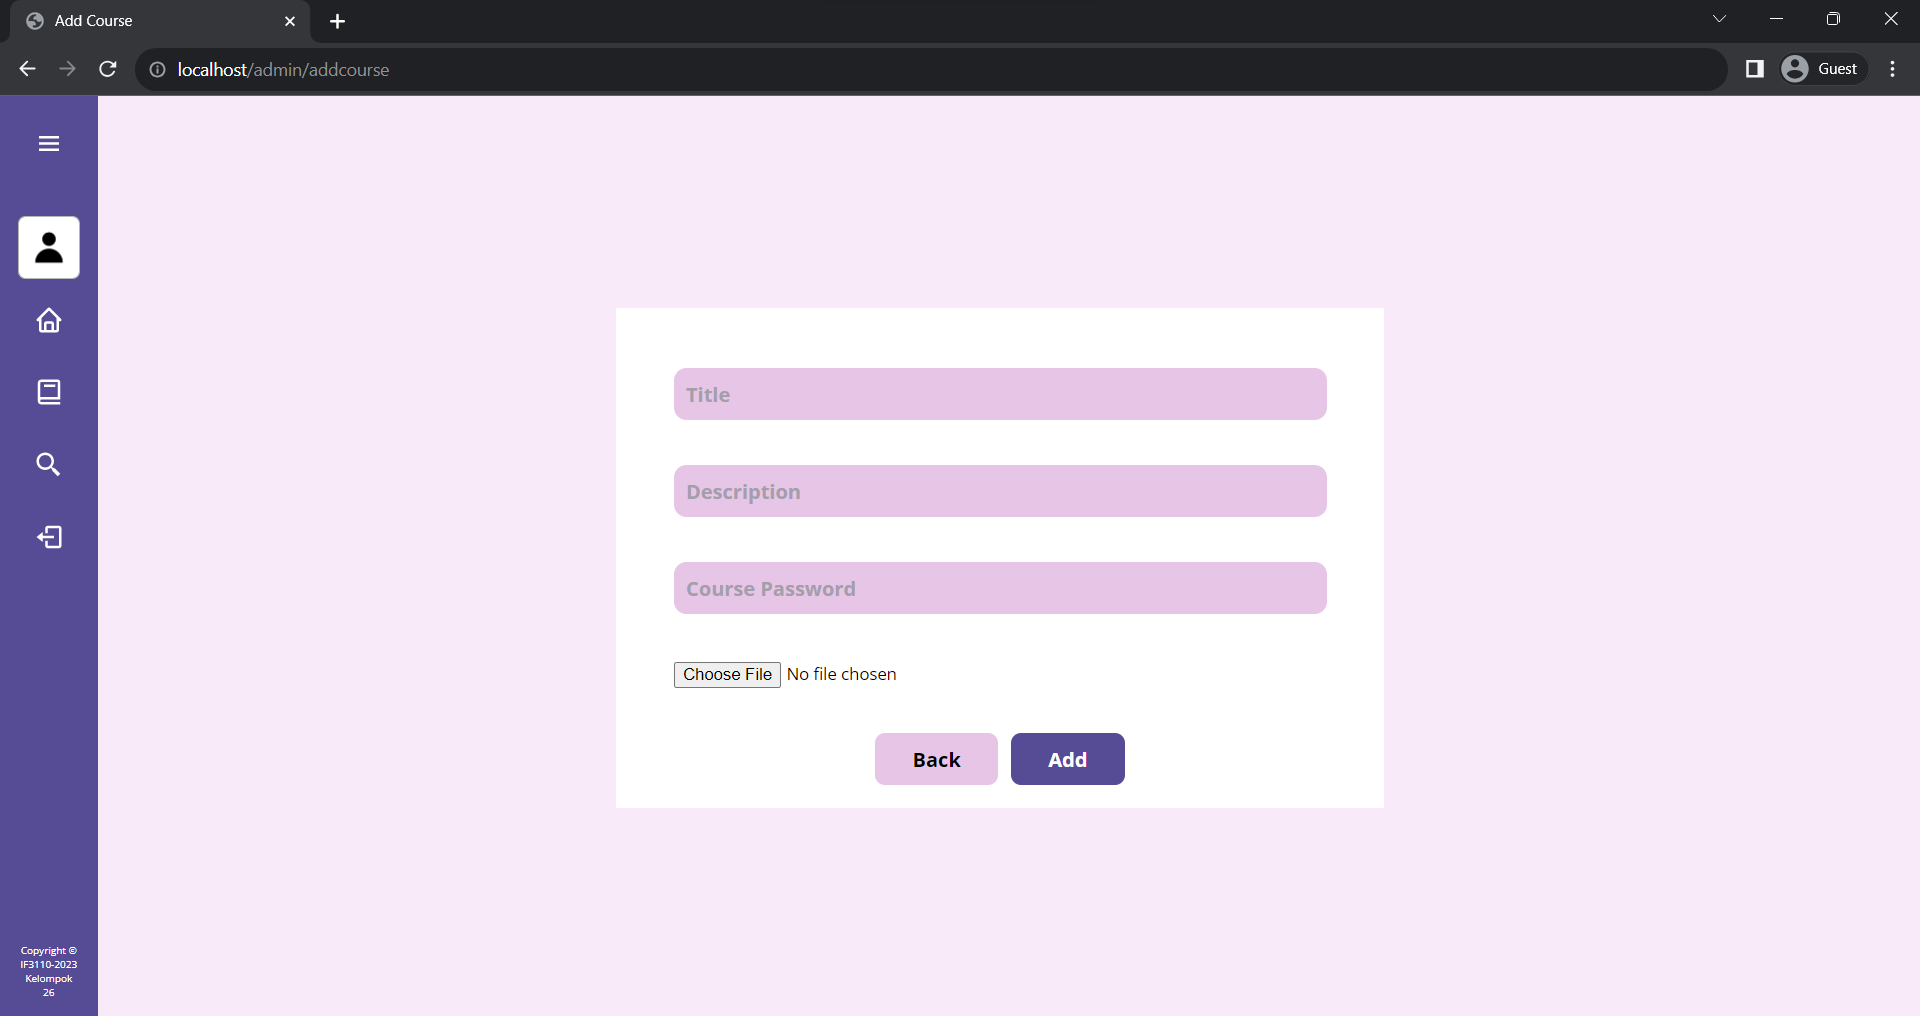 Add Course
localhost/admin/addcourse
Guest
Title
Description
Course Password
Choose File No file chosen
Back Add
Copyright ©
IF3110-2023
Kelompok
26